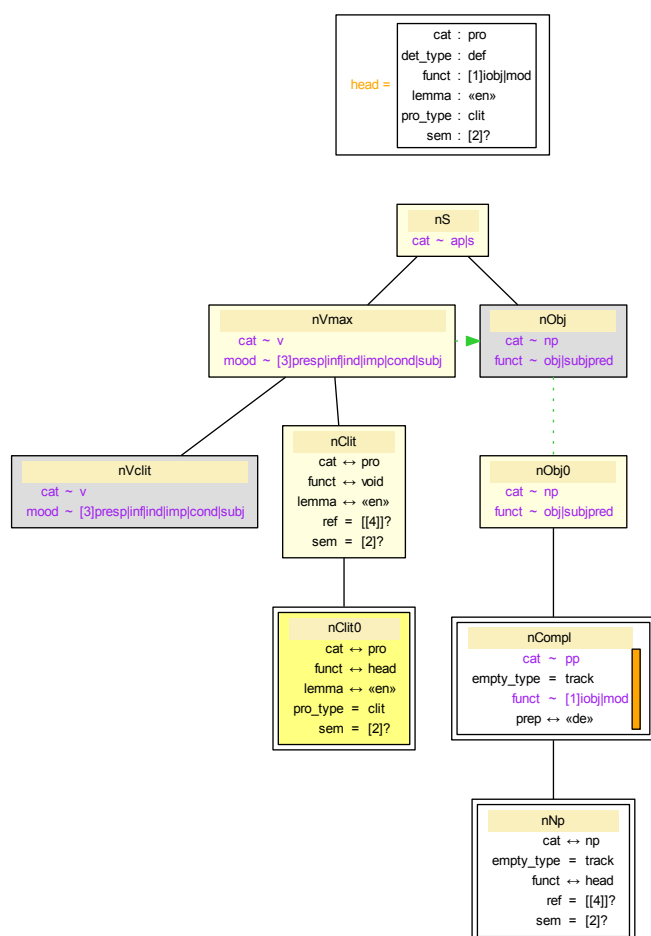 head =
cat : pro
det_type : def
funct : [1]iobj|mod
lemma : «en»
pro_type : clit
sem : [2]?
nS
cat ~ ap|s
nVmax
cat ~ v
mood ~ [3]presp|inf|ind|imp|cond|subj
nObj
cat ~ np
funct ~ obj|subjpred
nVclit
cat ~ v
mood ~ [3]presp|inf|ind|imp|cond|subj
nClit
cat ↔ pro
funct ↔ void
lemma ↔ «en»
ref = [[4]]?
sem = [2]?
nObj0
cat ~ np
funct ~ obj|subjpred
nClit0
cat ↔ pro
funct ↔ head
lemma ↔ «en»
pro_type = clit
sem = [2]?
nCompl
cat ~ pp
empty_type = track
funct ~ [1]iobj|mod
prep ↔ «de»
nNp
cat ↔ np
empty_type = track
funct ↔ head
ref = [[4]]?
sem = [2]?